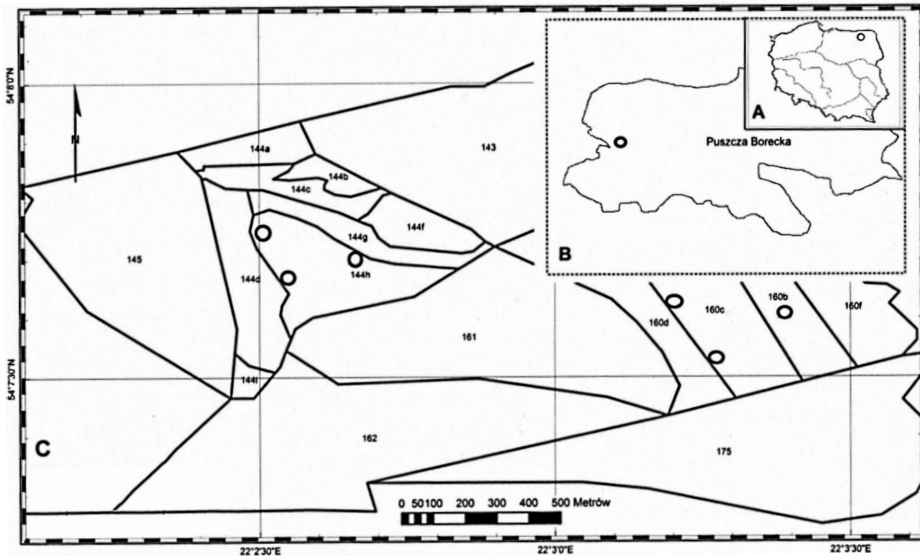 A
Puszcza Borecka
B
54°8'0"N
N
144a
143
144b
144c
144f
144g
145
144d
144h
160b
160f
160d
160c
161
144i
54°7'30"N
C
162
175
0 50 100 200 300 400 500 Metrów
22°2'30"E
22°3'0"E
22°3'30"E